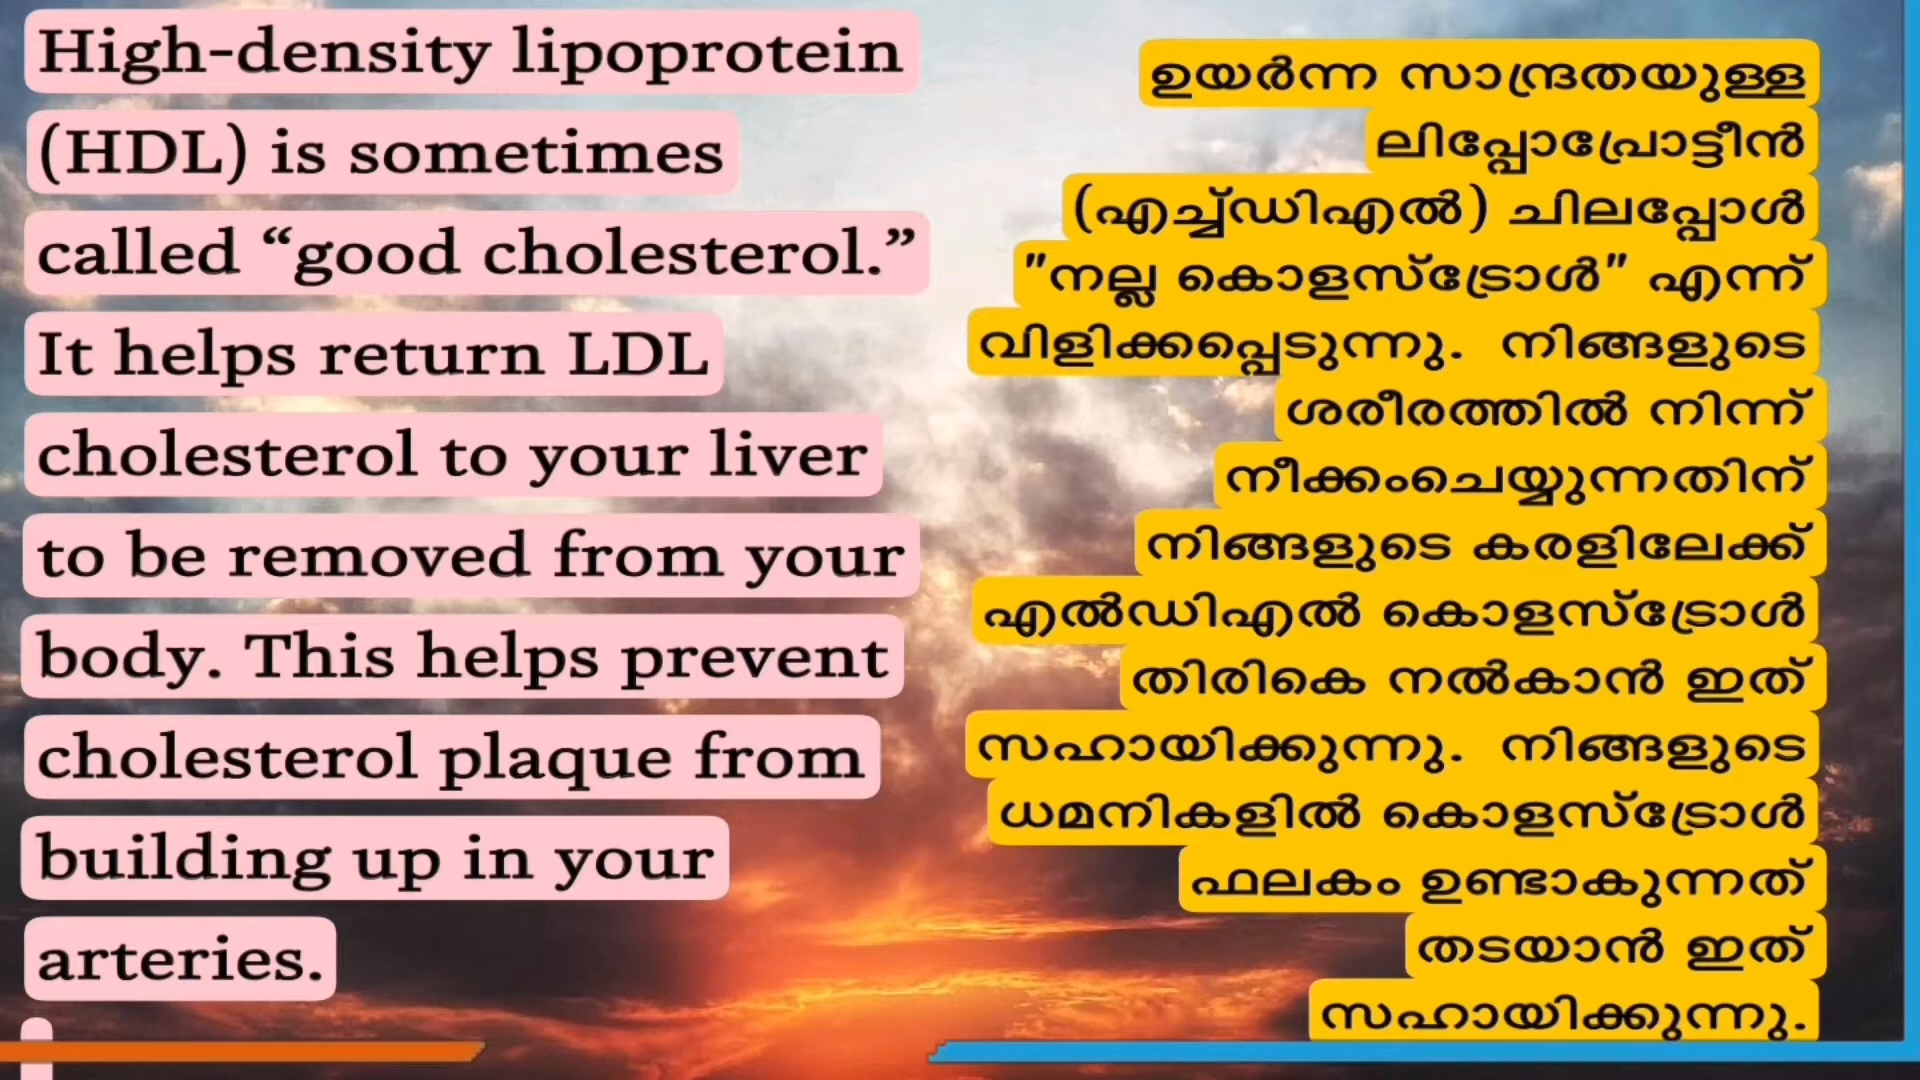 High-density lipoprotein
(HDL) is sometimes
called “good cholesterol.”
It helps return LDL
cholesterol to your liver
to be removed from your
body. This helps prevent
cholesterol plaque from
building up in your
arteries.
ഉയർന്ന സാന്ദ്രതയുള്ള
ലിപ്പോപ്രോട്ടീൻ
(എച്ച്ഡിഎൽ) ചിലപ്പോൾ
"നല്ല കൊളസ്ട്രോൾ" എന്ന്
വിളിക്കപ്പെടുന്നു. നിങ്ങളുടെ
ശരീരത്തിൽ നിന്ന്
നീക്കംചെയ്യുന്നതിന്
നിങ്ങളുടെ കരളിലേക്ക്
എൽഡിഎൽ കൊളസ്ട്രോൾ
തിരികെ നൽകാൻ ഇത്
സഹായിക്കുന്നു. നിങ്ങളുടെ
ധമനികളിൽ കൊളസ്ട്രോൾ
ഫലകം ഉണ്ടാകുന്നത്
തടയാൻ ഇത്
സഹായിക്കുന്നു.